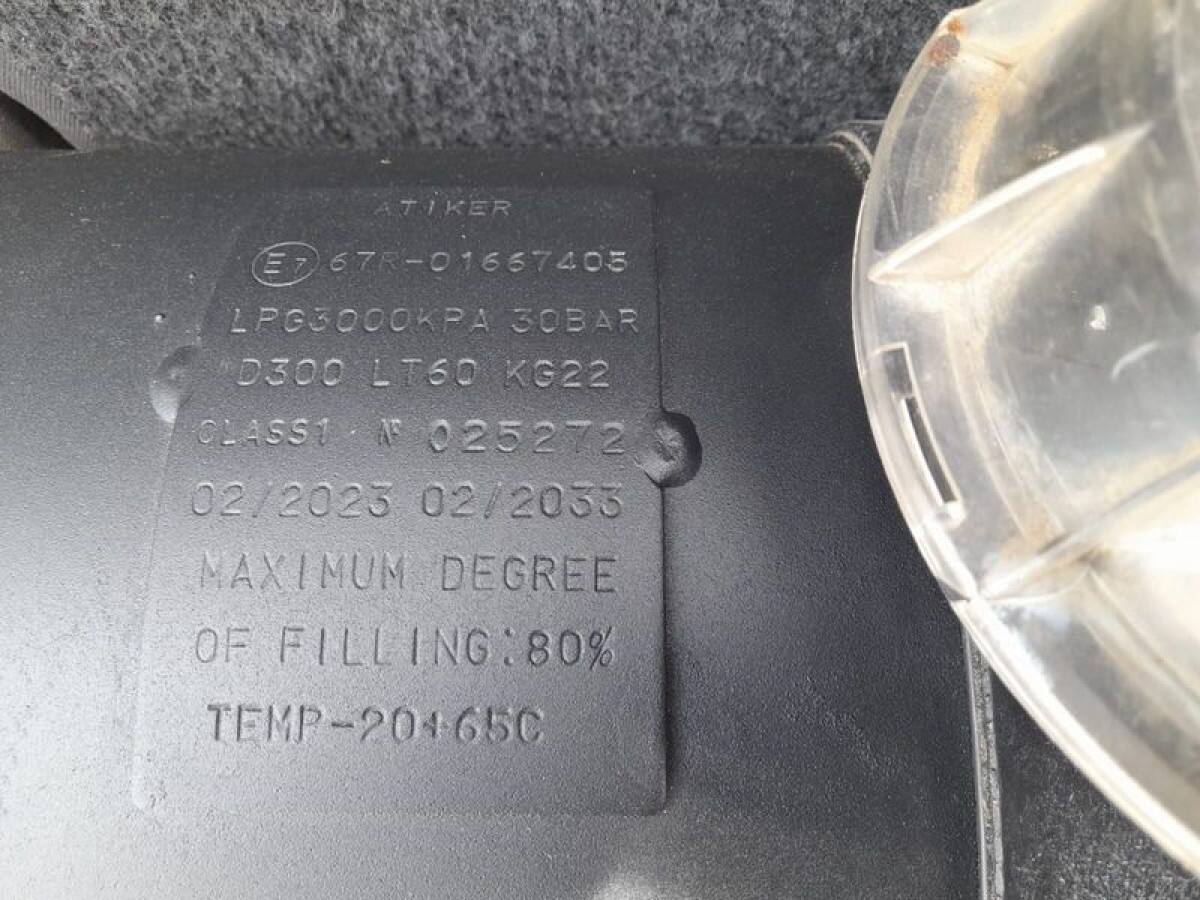 ATIKER
E7 67R-01667405
LPG3000KPA 30BAR
D300 LT60 KG22
CLASS1 Nº 025272
02/2023 02/2033
MAXIMUM DEGREE
OF FILLING:80%
TEMP-20+65C